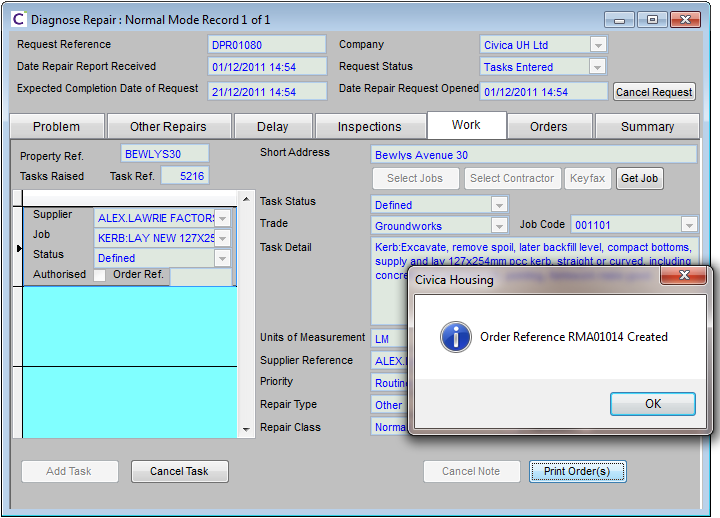 C Diagnose Repair : Normal Mode Record 1 of 1
Request Reference DPR01080 Company Civica UH Ltd
Date Repair Report Received 01/12/2011 14:54 Request Status Tasks Entered
Expected Completion Date of Request 21/12/2011 14:54 Date Repair Request Opened 01/12/2011 14:54 Cancel Request
Problem Other Repairs Delay Inspections Work Orders Summary
Property Ref. BEWLYS30 Short Address Bewlys Avenue 30
Tasks Raised Task Ref. 5216 Select Jobs Select Contractor Keyfax Get Job
Task Status Defined
Supplier ALEX.LAWRIE FACTORS
Trade Groundworks Job Code 001101
Job KERB:LAY NEW 127X25
Status Defined
Authorised Order Ref.
Task Detail Kerb:Excavate, remove spoil, later backfill level, compact bottoms,
supply and lay 127x254mm pcc kerb, straight or curved, including
concre
Civica Housing
Order Reference RMA01014 Created
OK
Units of Measurement LM
Supplier Reference ALEX.
Priority Routin
Repair Type Other
Repair Class Norma
Add Task Cancel Task Cancel Note Print Order(s)